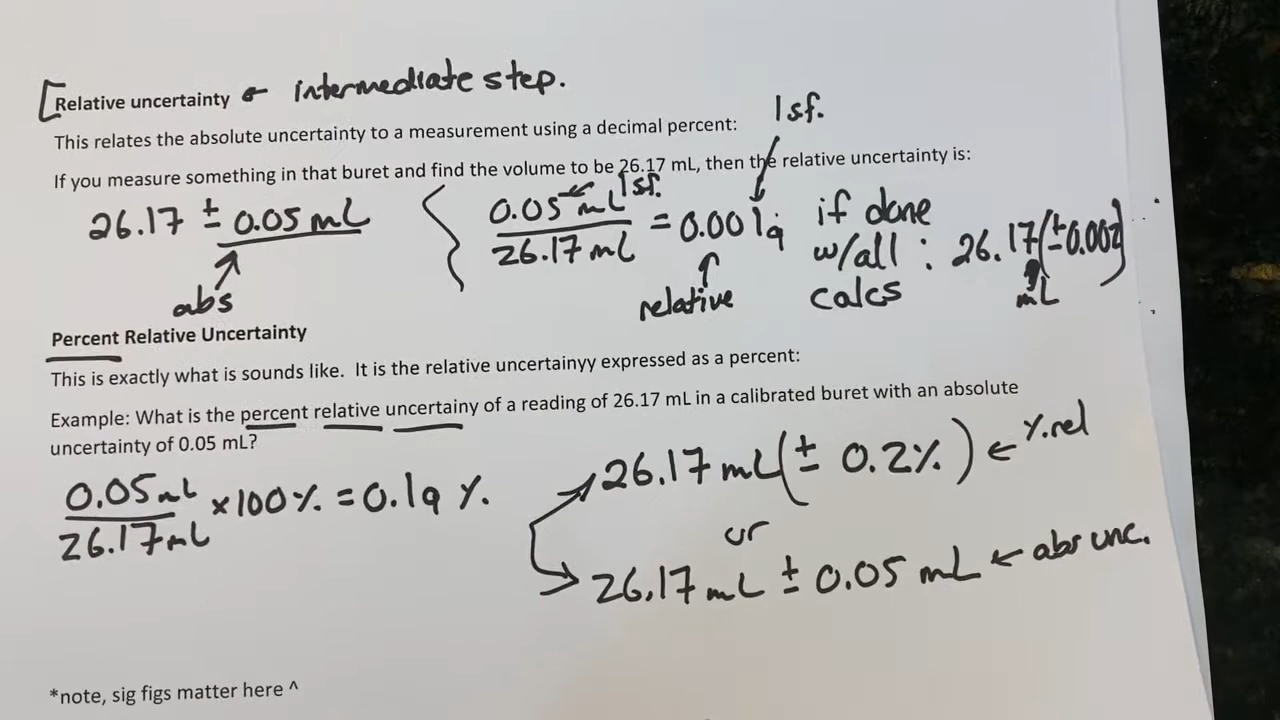 [Relative uncertainty ← intermediate step.
This relates the absolute uncertainty to a measurement using a decimal percent:
1 sf.
If you measure something in that buret and find the volume to be 26.17 mL, then the relative uncertainty is:
26.17 ± 0.05 mL
abs
0.05 mL ← 1sf.
26.17 mL
= 0.0019
relative
if done
w/all :
calcs
26.17 (± 0.002)
mL
Percent Relative Uncertainty
This is exactly what is sounds like. It is the relative uncertainyy expressed as a percent:
Example: What is the percent relative uncertainy of a reading of 26.17 mL in a calibrated buret with an absolute
uncertainty of 0.05 mL?
0.05 mL
26.17 mL
x 100 % = 0.19 %.
26.17 mL (± 0.2%) ← %.rel
or
26.17 mL ± 0.05 mL ← abs unc.
*note, sig figs matter here ^